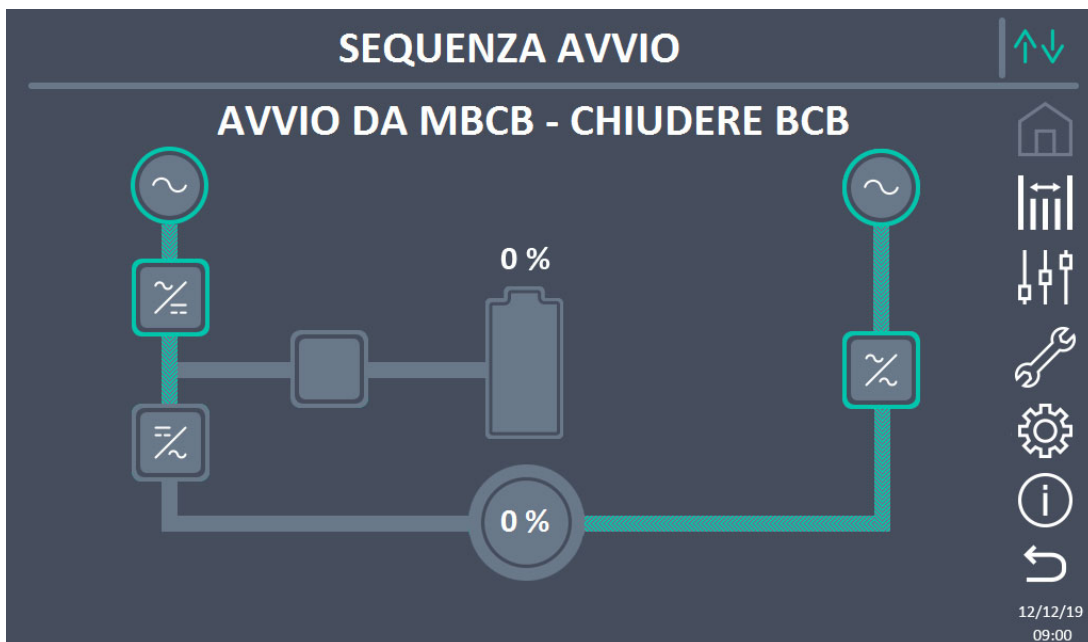 SEQUENZA AVVIO
AVVIO DA MBCB - CHIUDERE BCB
0 %
0 %
12/12/19
09:00